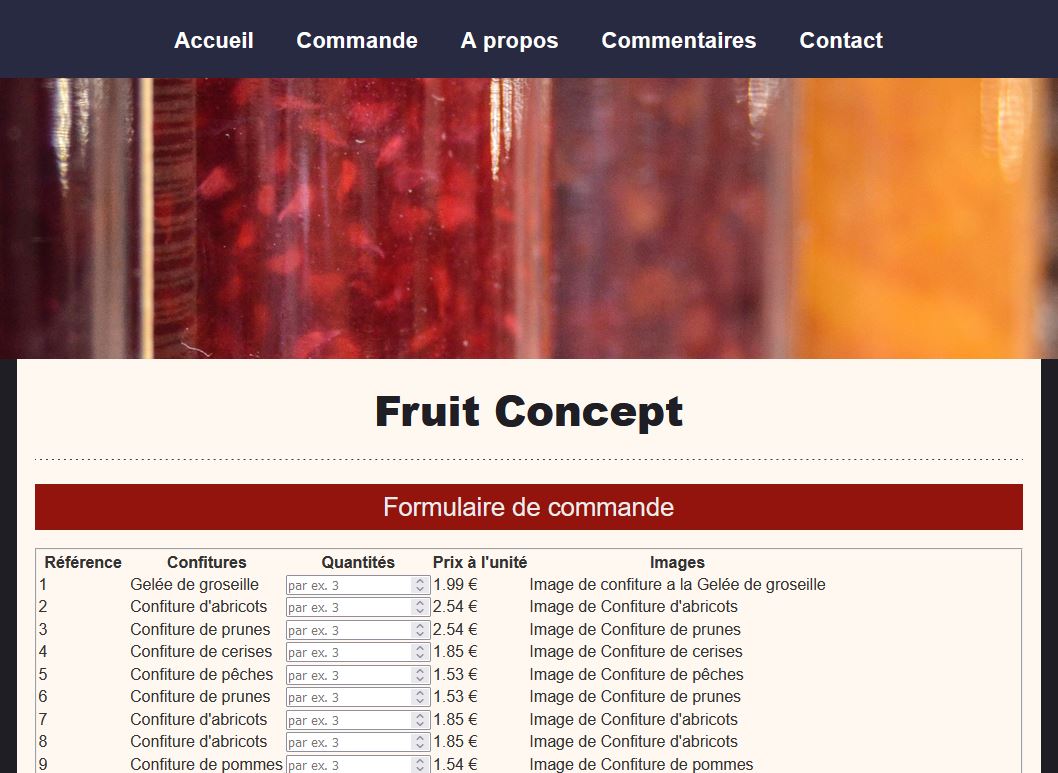 Accueil Commande A propos Commentaires Contact
Fruit Concept
Formulaire de commande
Référence Confitures Quantités Prix à l'unité Images
1 Gelée de groseille par ex. 3 1.99 € Image de confiture a la Gelée de groseille
2 Confiture d'abricots par ex. 3 2.54 € Image de Confiture d'abricots
3 Confiture de prunes par ex. 3 2.54 € Image de Confiture de prunes
4 Confiture de cerises par ex. 3 1.85 € Image de Confiture de cerises
5 Confiture de pêches par ex. 3 1.53 € Image de Confiture de pêches
6 Confiture de prunes par ex. 3 1.53 € Image de Confiture de prunes
7 Confiture d'abricots par ex. 3 1.85 € Image de Confiture d'abricots
8 Confiture d'abricots par ex. 3 1.85 € Image de Confiture d'abricots
9 Confiture de pommes par ex. 3 1.54 € Image de Confiture de pommes